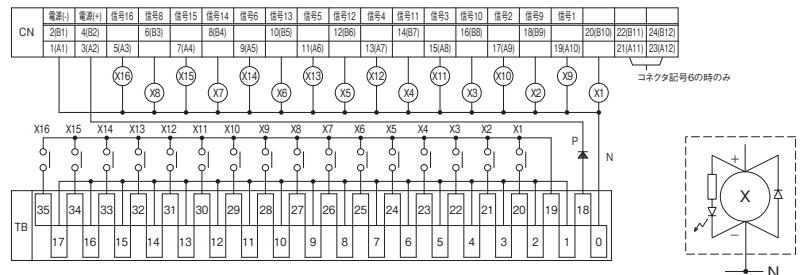 電源(-) 電源(+) 信号16 信号8 信号15 信号14 信号6 信号13 信号5 信号12 信号4 信号11 信号3 信号10 信号2 信号9 信号1
CN 2(B1) 4(B2) 6(B3) 8(B4) 10(B5) 12(B6) 14(B7) 16(B8) 18(B9) 20(B10) 22(B11) 24(B12)
1(A1) 3(A2) 5(A3) 7(A4) 9(A5) 11(A6) 13(A7) 15(A8) 17(A9) 19(A10) 21(A11) 23(A12)
X16 X15 X14 X13 X12 X11 X10 X9
X8 X7 X6 X5 X4 X3 X2 X1
コネクタ記号6の時のみ
X16 X15 X14 X13 X12 X11 X10 X9 X8 X7 X6 X5 X4 X3 X2 X1
P N
TB 35 34 33 32 31 30 29 28 27 26 25 24 23 22 21 20 19 18
17 16 15 14 13 12 11 10 9 8 7 6 5 4 3 2 1 0
+
X
−
N